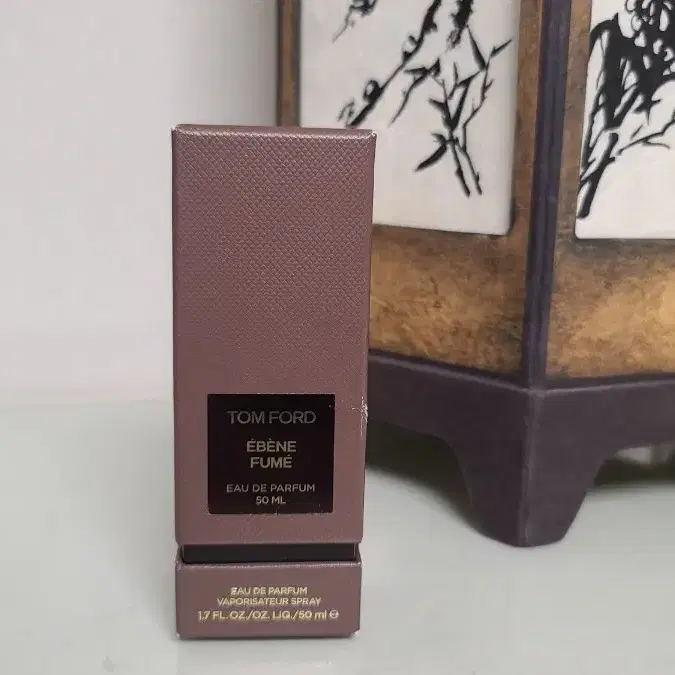 TOM FORD
ÉBÈNE
FUMÉ
EAU DE PARFUM
50 ML
EAU DE PARFUM
VAPORISATEUR SPRAY
1.7 FL. OZ./OZ. LIQ./50 ml ℮